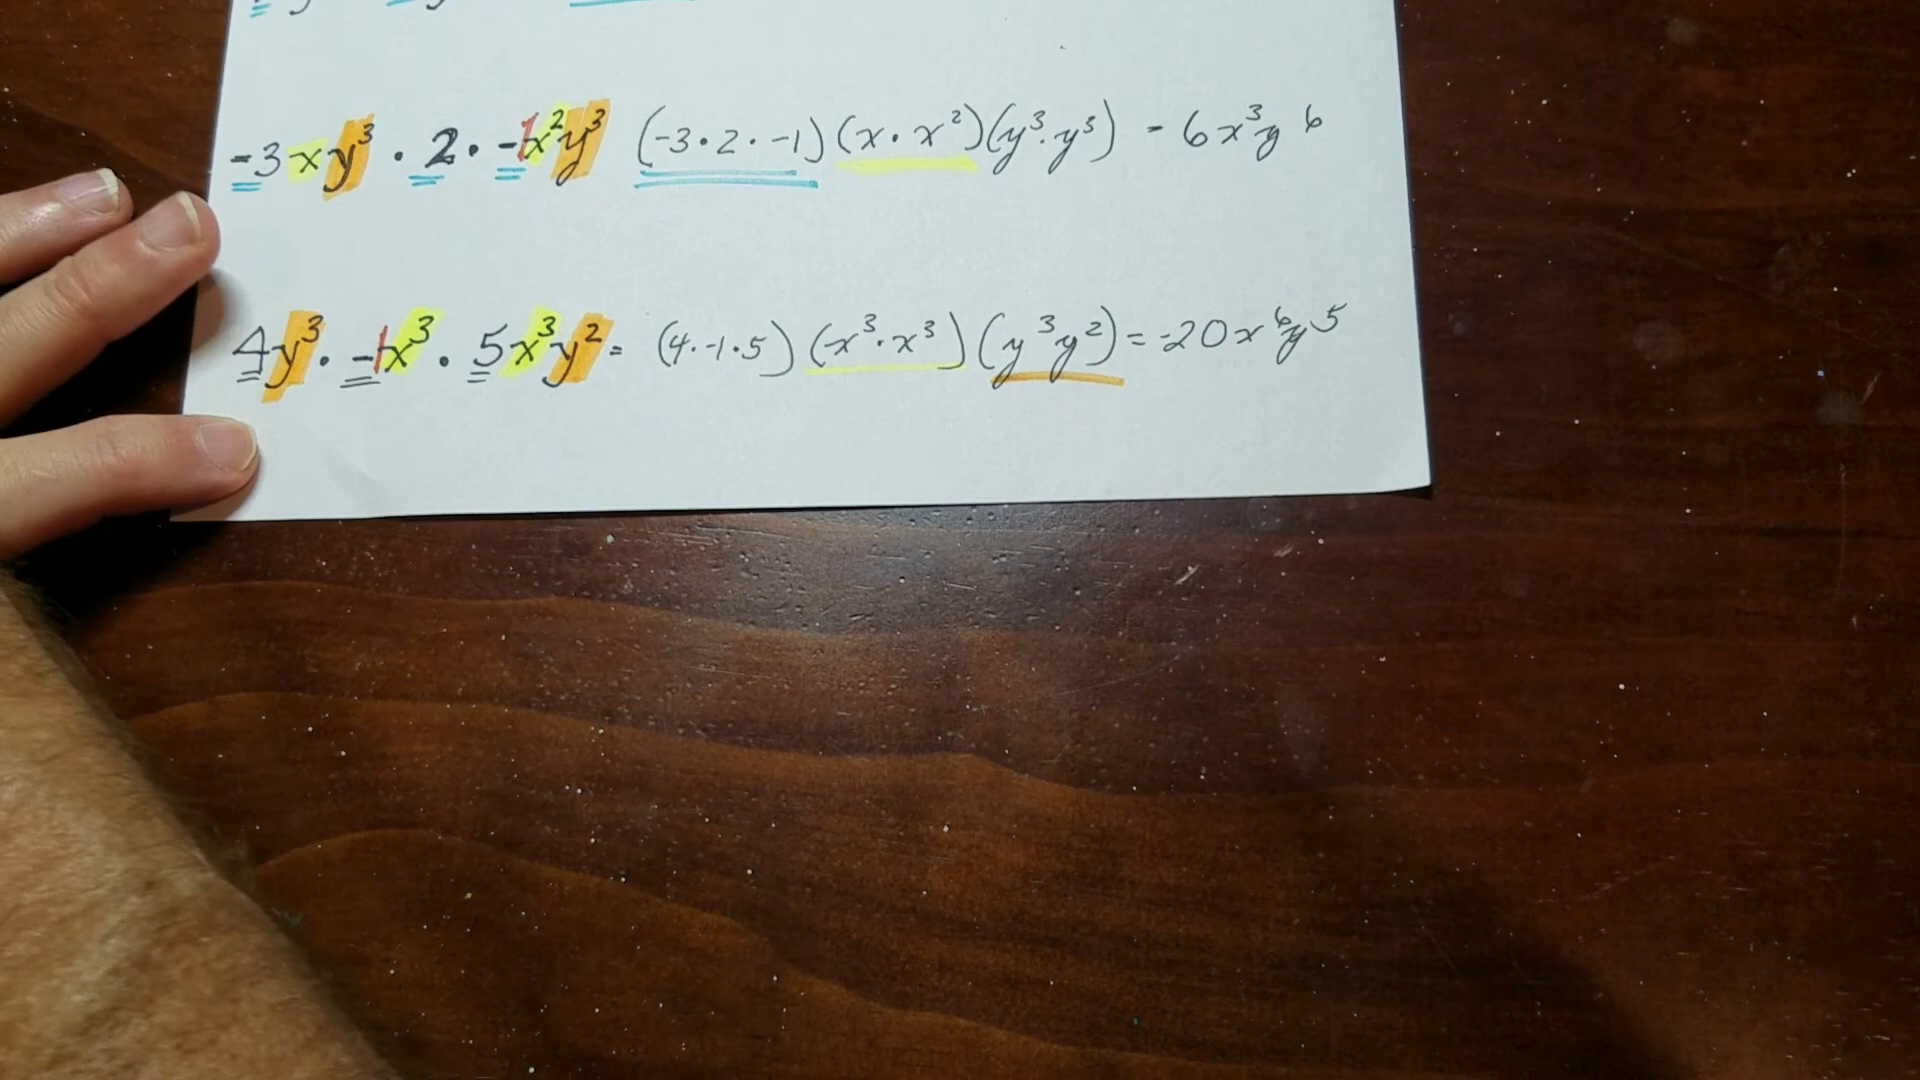 -3xy³ · 2 · -1x²y³ (-3·2·-1)(x·x²)(y³·y³) - 6x³y⁶
4y³ · -1x³ · 5x³y² = (4·-1·5)(x³·x³)(y³y²) = -20x⁶y⁵